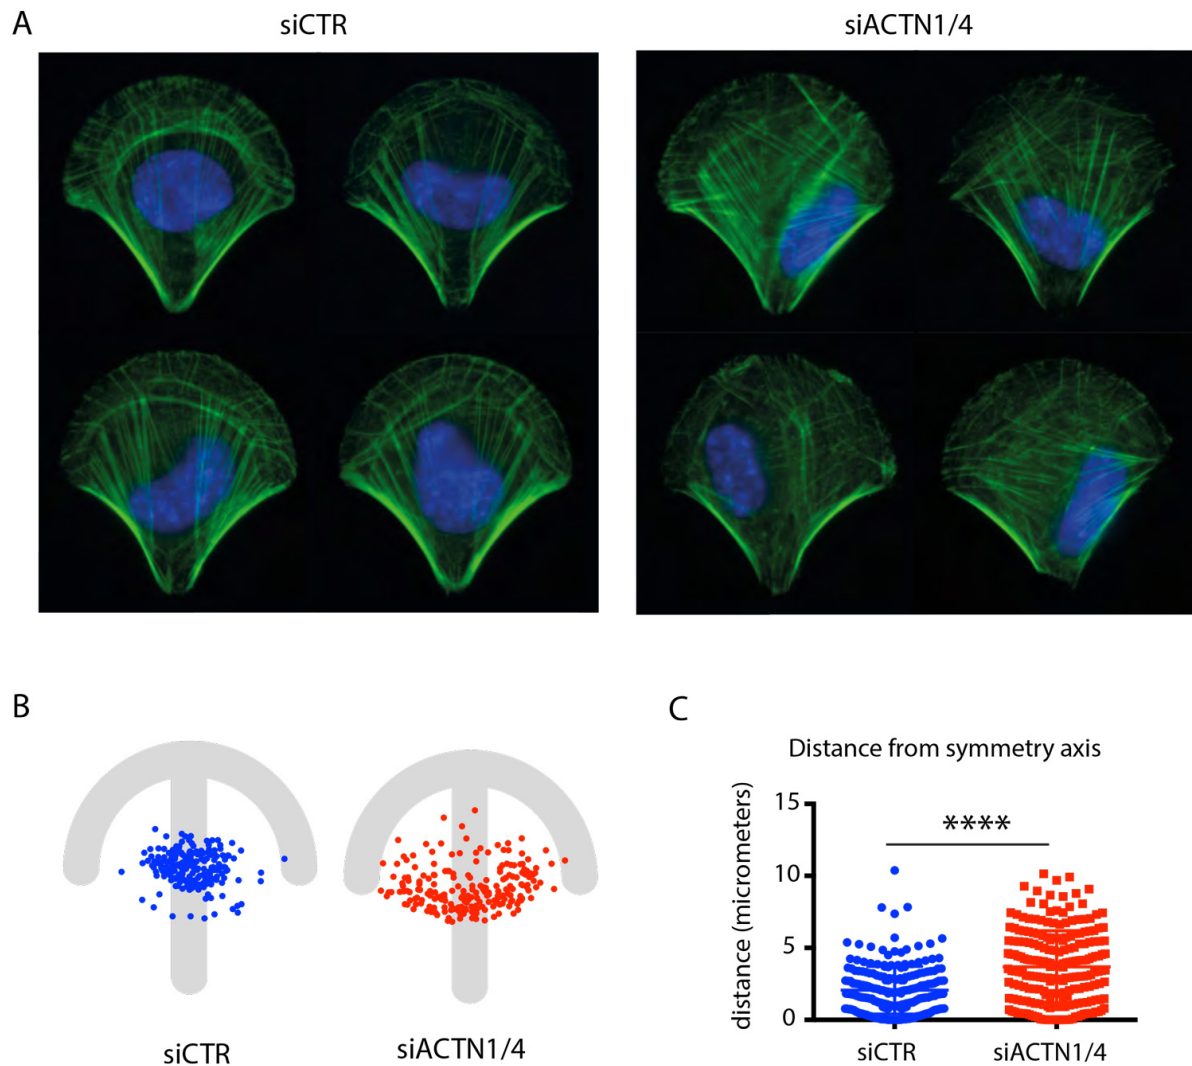 A
siCTR
siACTN1/4
B
siCTR
siACTN1/4
C
Distance from symmetry axis
distance (micrometers)
15
10
5
0
****
siCTR
siACTN1/4